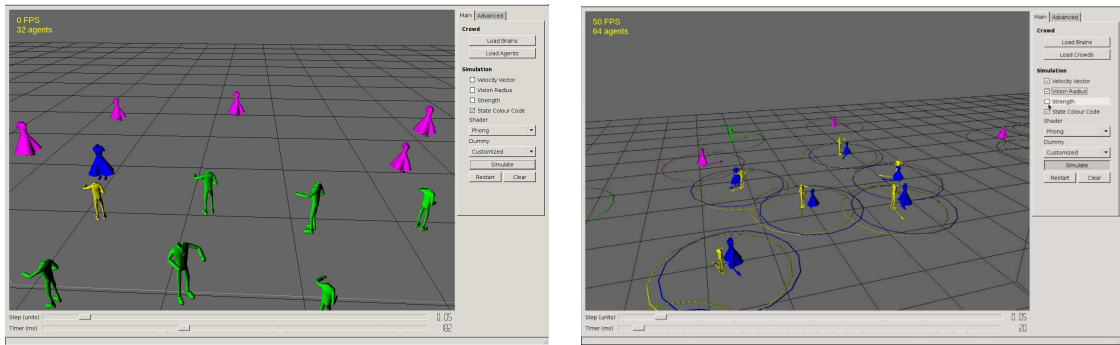 0 FPS
32 agents
Main Advanced
Crowd
Load Brains
Load Agents
Simulation
Velocity Vector
Vision Radius
Strength
State Colour Code
Shader
Phong
Dummy
Customized
Simulate
Restart Clear
Step (units) 0.05
Timer (ms) 182
50 FPS
64 agents
Main Advanced
Crowd
Load Brains
Load Crowds
Simulation
Velocity Vector
Vision Radius
Strength
State Colour Code
Shader
Phong
Dummy
Customized
Simulate
Restart Clear
Step (units) 0.05
Timer (ms) 20